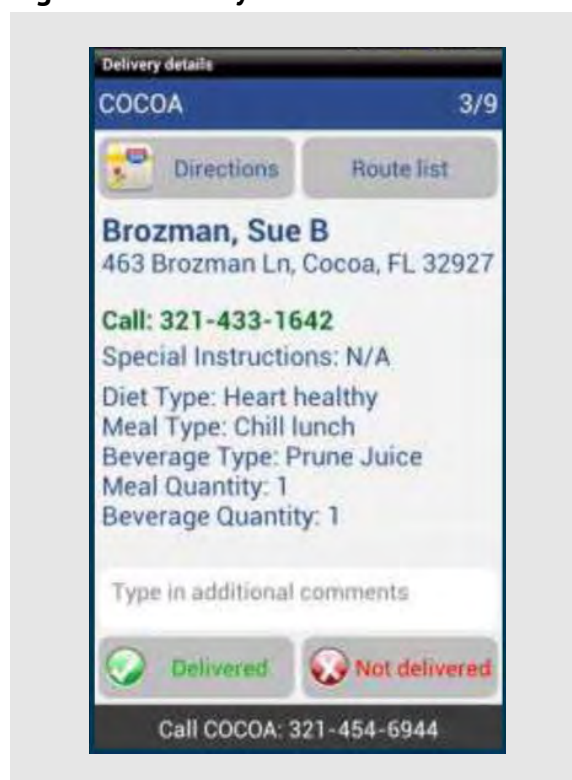 Delivery details
COCOA 3/9
Directions Route list
Brozman, Sue B
463 Brozman Ln, Cocoa, FL 32927
Call: 321-433-1642
Special Instructions: N/A
Diet Type: Heart healthy
Meal Type: Chill lunch
Beverage Type: Prune Juice
Meal Quantity: 1
Beverage Quantity: 1
Type in additional comments
Delivered Not delivered
Call COCOA: 321-454-6944